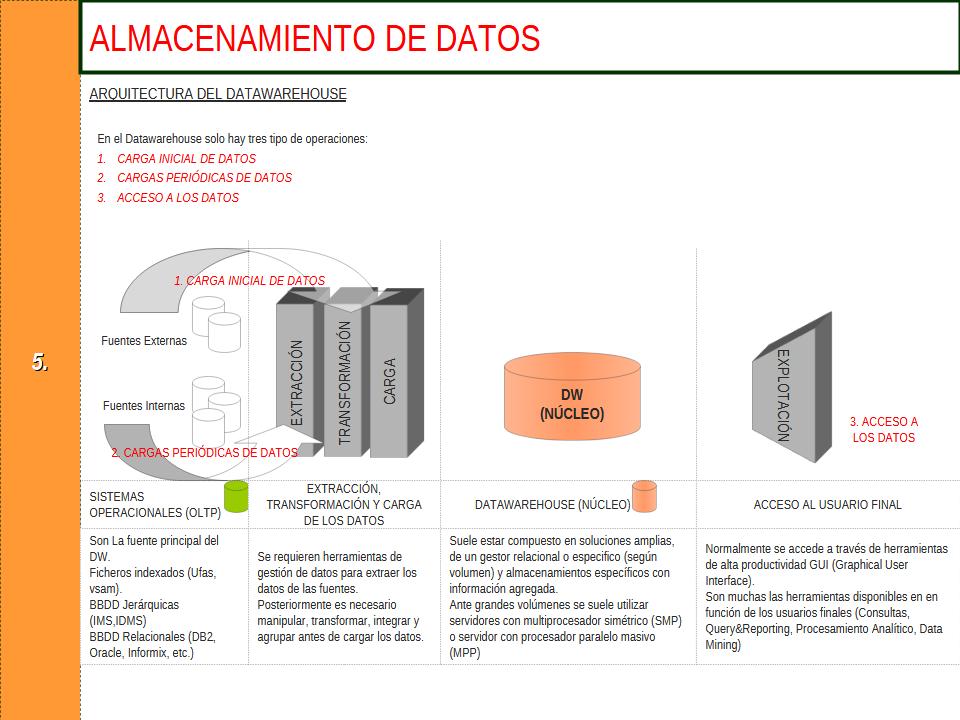 ALMACENAMIENTO DE DATOS
ARQUITECTURA DEL DATAWAREHOUSE
En el Datawarehouse solo hay tres tipo de operaciones:
1. CARGA INICIAL DE DATOS
2. CARGAS PERIÓDICAS DE DATOS
3. ACCESO A LOS DATOS
5.
1. CARGA INICIAL DE DATOS
Fuentes Externas
Fuentes Internas
2. CARGAS PERIÓDICAS DE DATOS
EXTRACCIÓN
TRANSFORMACIÓN
CARGA
DW
(NÚCLEO)
EXPLOTACIÓN
3. ACCESO A
LOS DATOS
SISTEMAS
OPERACIONALES (OLTP)
EXTRACCIÓN,
TRANSFORMACIÓN Y CARGA
DE LOS DATOS
DATAWAREHOUSE (NÚCLEO)
ACCESO AL USUARIO FINAL
Son La fuente principal del
DW.
Ficheros indexados (Ufas,
vsam).
BBDD Jerárquicas
(IMS,IDMS)
BBDD Relacionales (DB2,
Oracle, Informix, etc.)
Se requieren herramientas de
gestión de datos para extraer los
datos de las fuentes.
Posteriormente es necesario
manipular, transformar, integrar y
agrupar antes de cargar los datos.
Suele estar compuesto en soluciones amplias,
de un gestor relacional o especifico (según
volumen) y almacenamientos específicos con
información agregada.
Ante grandes volúmenes se suele utilizar
servidores con multiprocesador simétrico (SMP)
o servidor con procesador paralelo masivo
(MPP)
Normalmente se accede a través de herramientas
de alta productividad GUI (Graphical User
Interface).
Son muchas las herramientas disponibles en en
función de los usuarios finales (Consultas,
Query&Reporting, Procesamiento Analítico, Data
Mining)